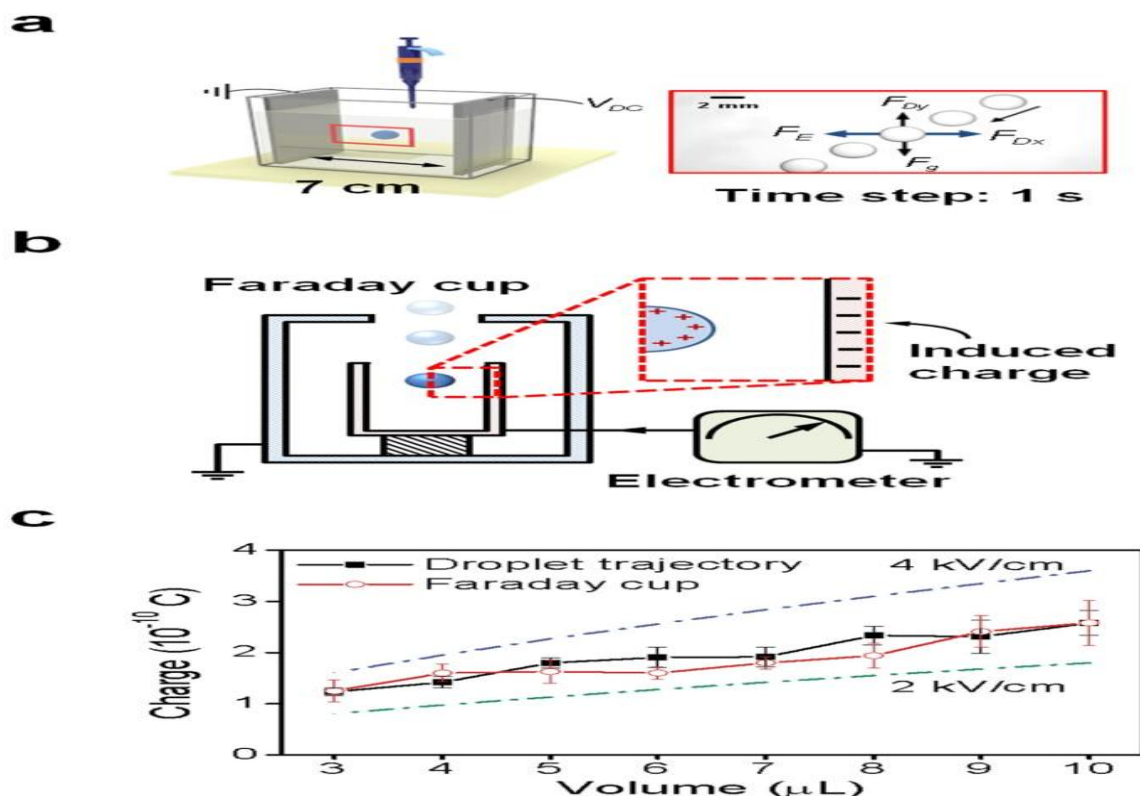 a
V_DC
7 cm
2 mm
F_Dy
F_E
F_Dx
F_g
Time step: 1 s
b
Faraday cup
+ + + + + +
Induced
charge
Electrometer
c
Charge (10^-10 C)
4
3
2
1
0
Droplet trajectory
Faraday cup
4 kV/cm
2 kV/cm
3 4 5 6 7 8 9 10
Volume (μL)